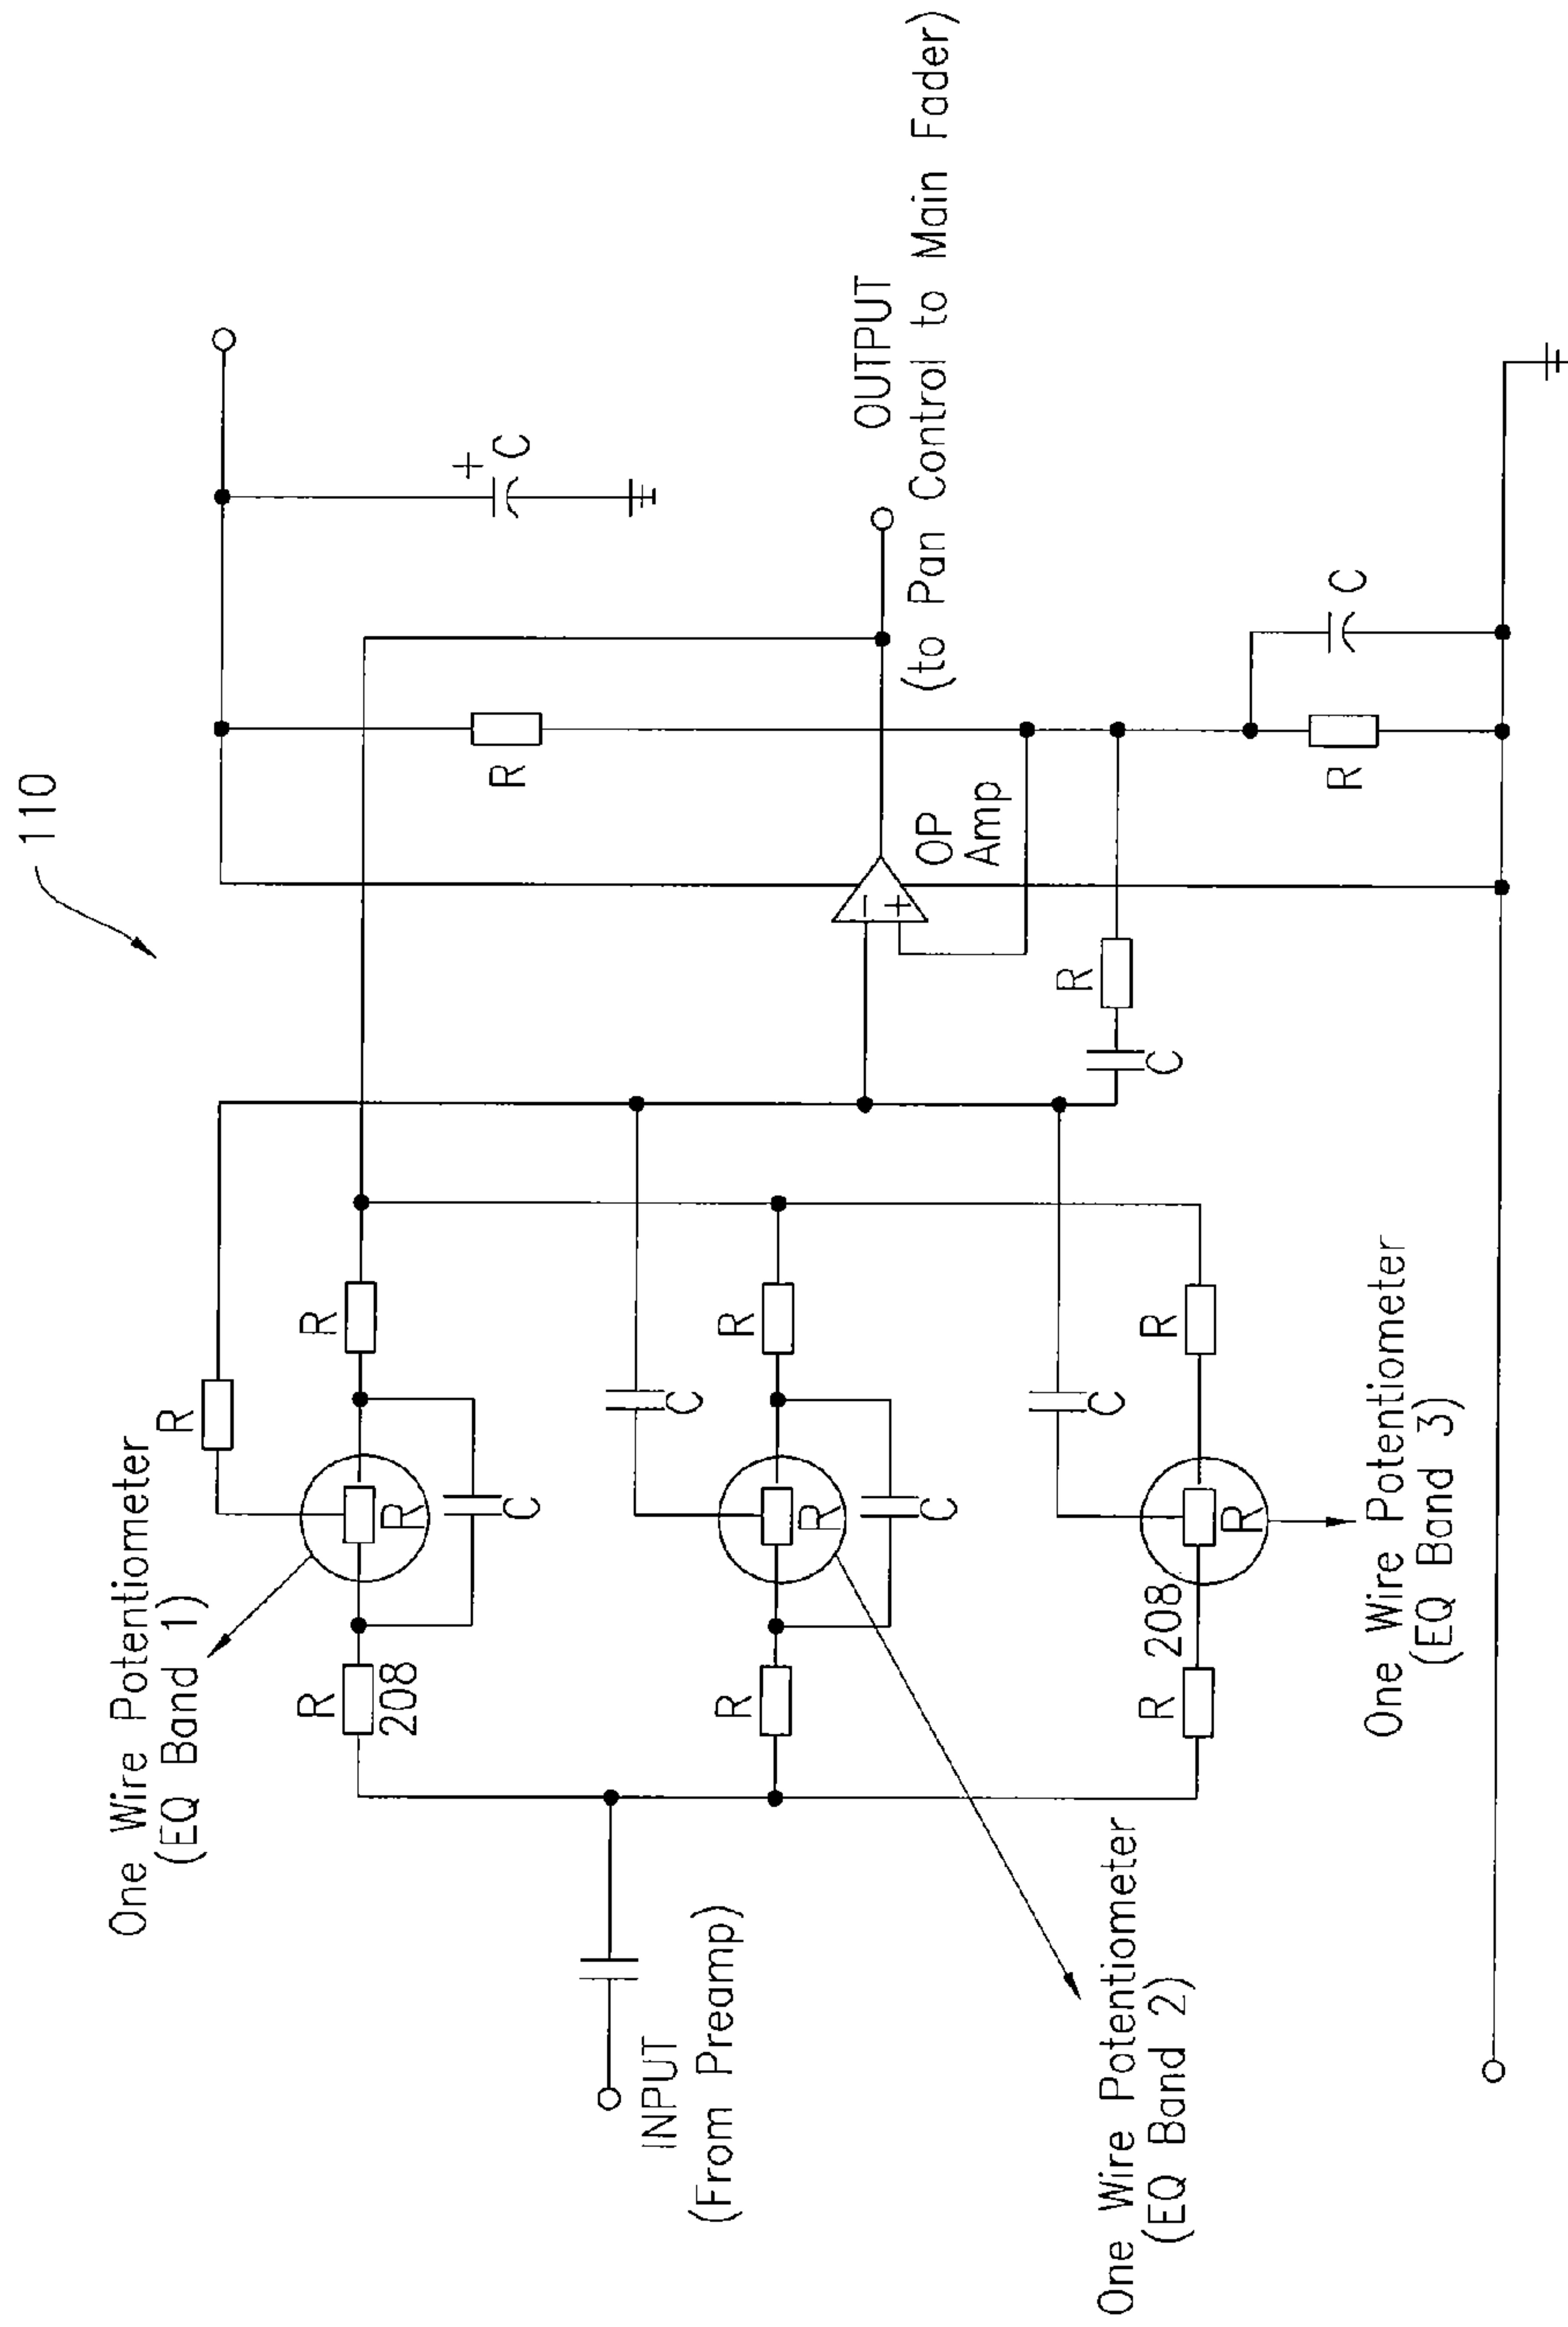 110
One Wire Potentiometer
(EQ Band 1)
R
R
208
R
R
C
C
R
R
R
C
C
R
R
208
R
C
One Wire Potentiometer
(EQ Band 3)
One Wire Potentiometer
(EQ Band 2)
INPUT
(From Preamp)
R
C
OP
Amp
-
+
R
+
C
R
C
OUTPUT
(to Pan Control to Main Fader)